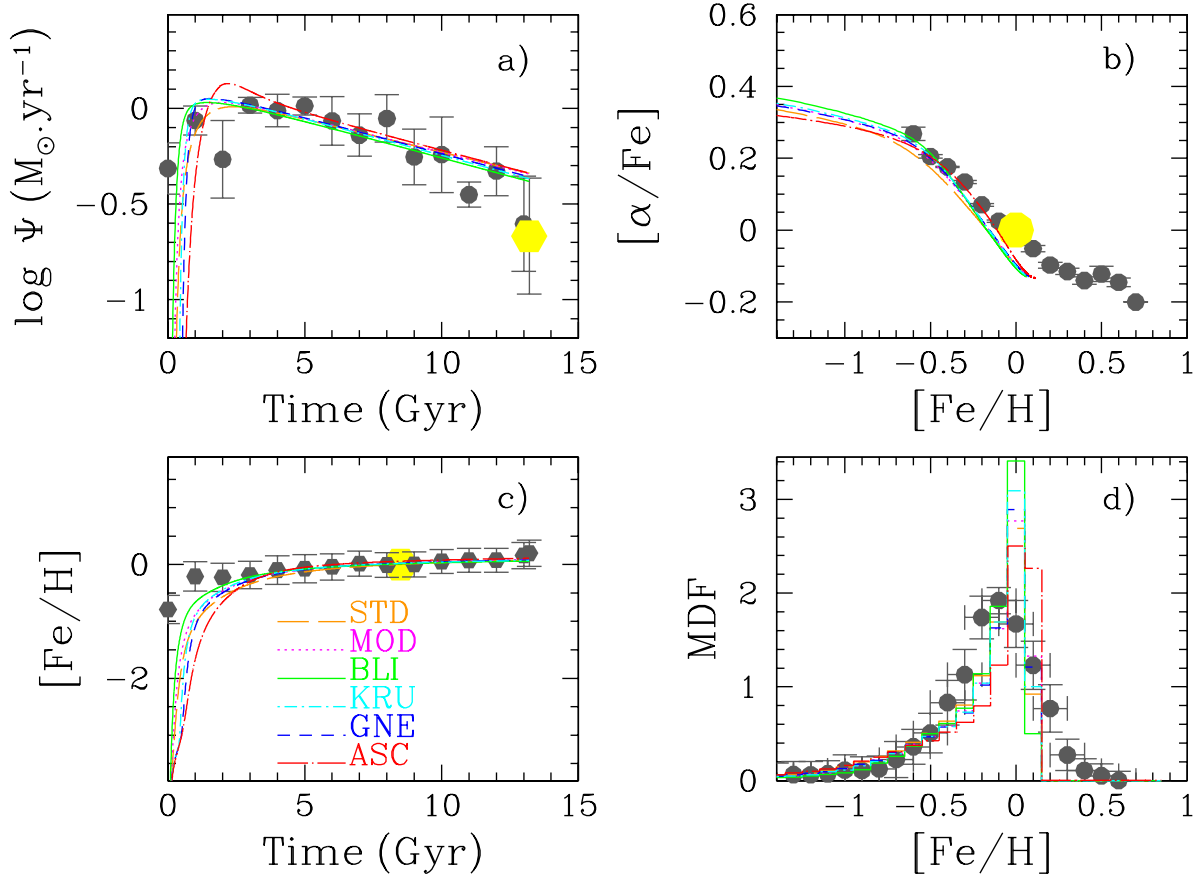 a)
0
−0.5
−1
log Ψ (M⊙.yr⁻¹)
0 5 10 15
Time (Gyr)
b)
0.6
0.4
0.2
0
−0.2
[α/Fe]
−1 −0.5 0 0.5 1
[Fe/H]
c)
0
−2
[Fe/H]
STD
MOD
BLI
KRU
GNE
ASC
0 5 10 15
Time (Gyr)
d)
3
2
1
0
MDF
−1 −0.5 0 0.5 1
[Fe/H]